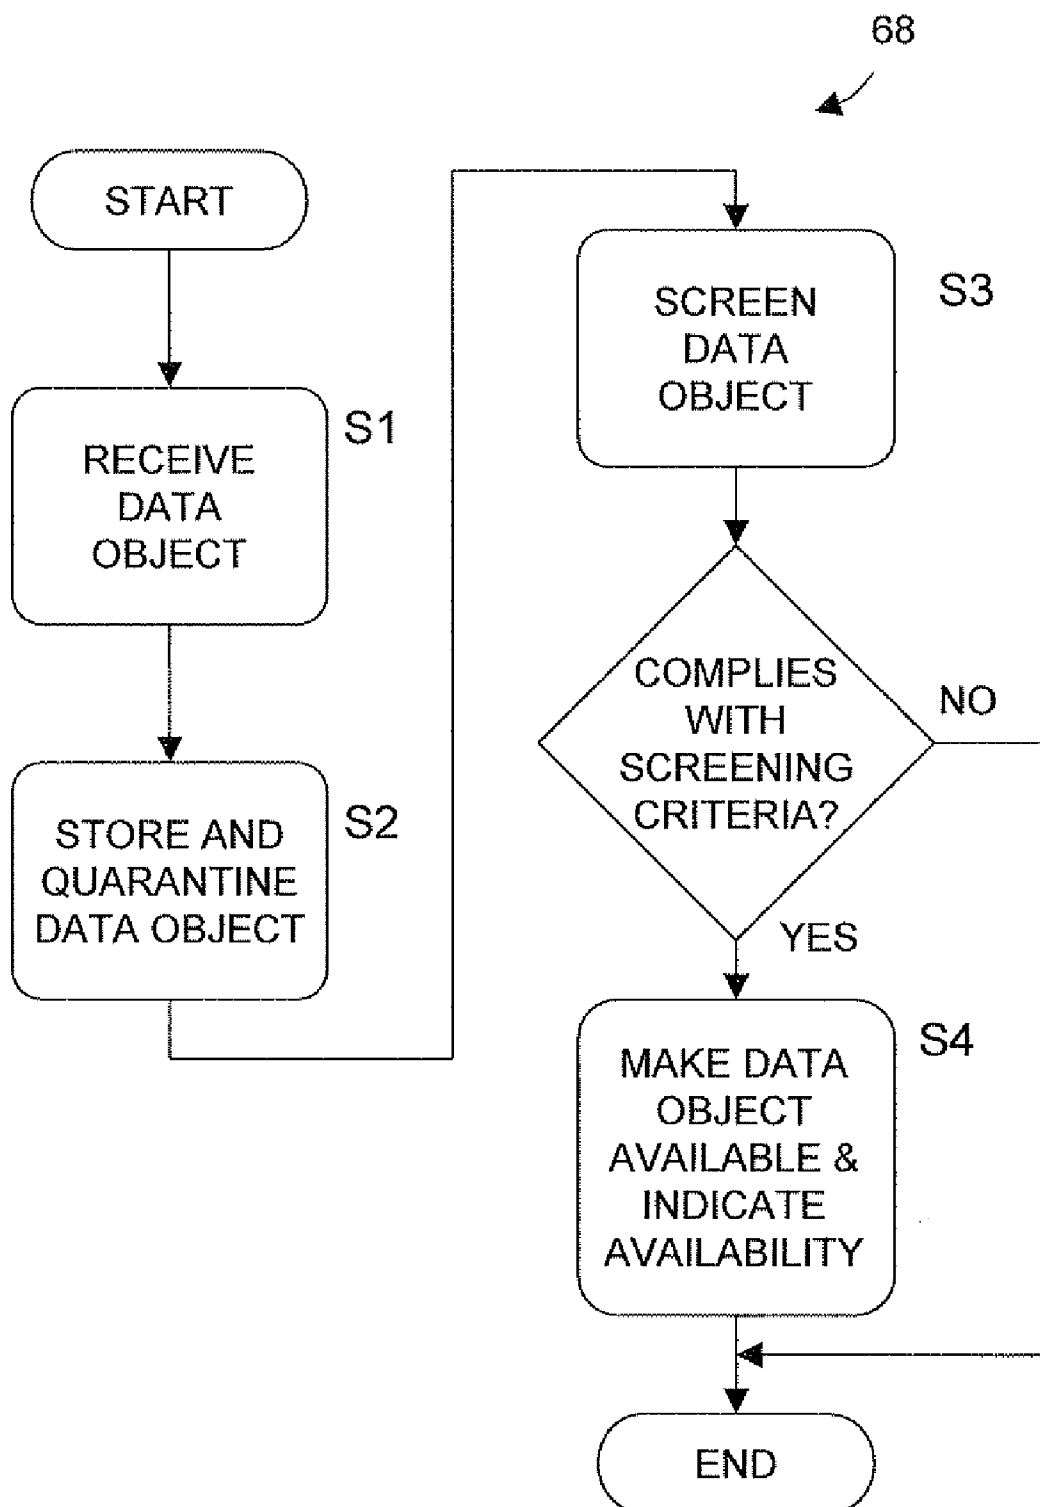 68
START
S1
RECEIVE
DATA
OBJECT
S2
STORE AND
QUARANTINE
DATA OBJECT
S3
SCREEN
DATA
OBJECT
COMPLIES
WITH
SCREENING
CRITERIA?
NO
YES
S4
MAKE DATA
OBJECT
AVAILABLE &
INDICATE
AVAILABILITY
END